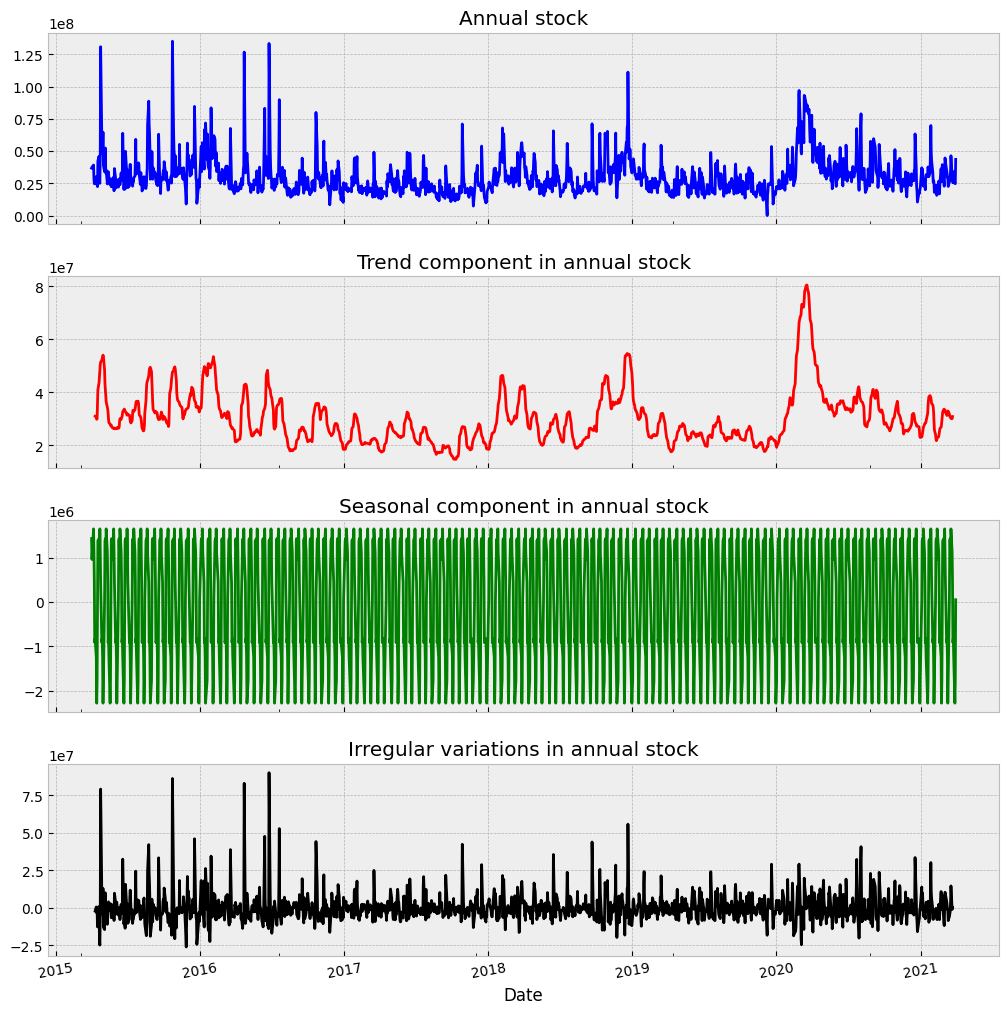 Annual stock
1e8
1.25
1.00
0.75
0.50
0.25
0.00
Trend component in annual stock
1e7
8
6
4
2
Seasonal component in annual stock
1e6
1
0
−1
−2
Irregular variations in annual stock
1e7
7.5
5.0
2.5
0.0
−2.5
2015 2016 2017 2018 2019 2020 2021
Date